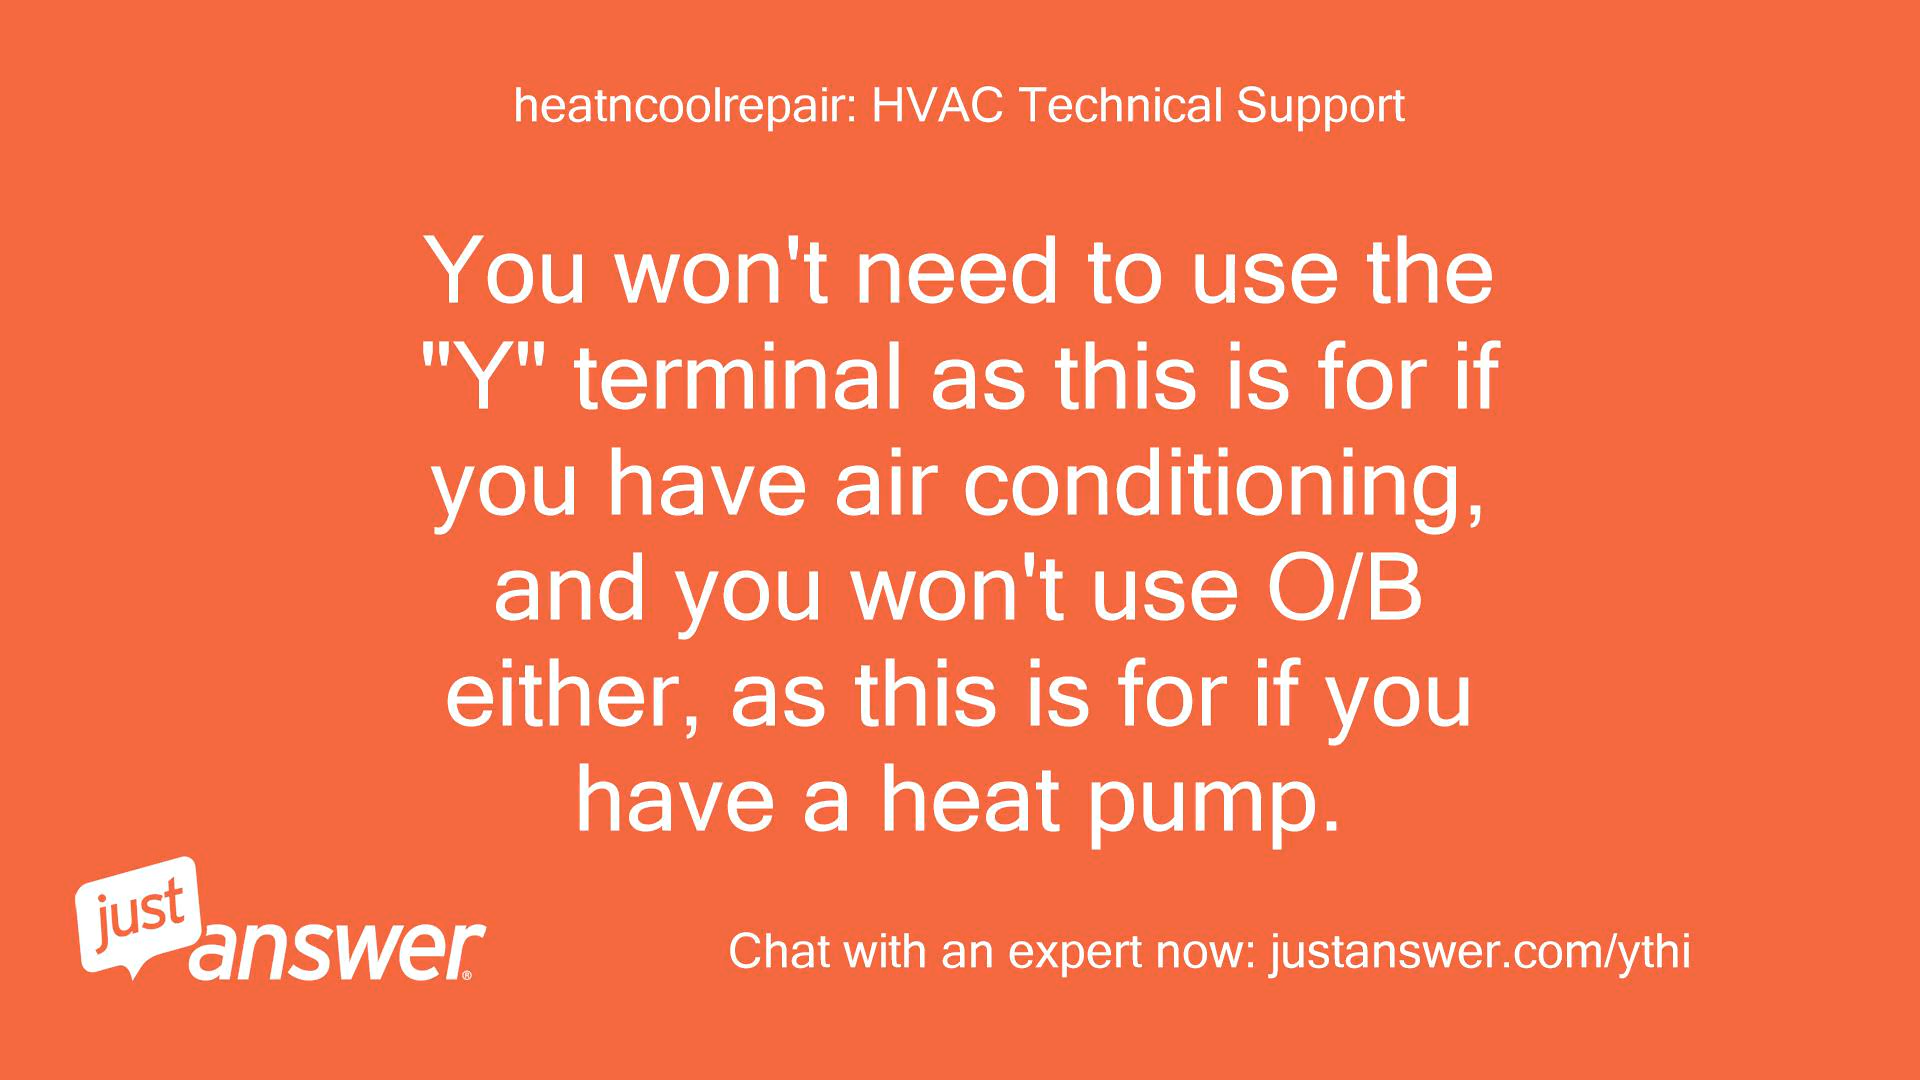 heatncoolrepair: HVAC Technical Support
You won't need to use the
"Y" terminal as this is for if
you have air conditioning,
and you won't use O/B
either, as this is for if you
have a heat pump.
just
answer®
Chat with an expert now: justanswer.com/ythi